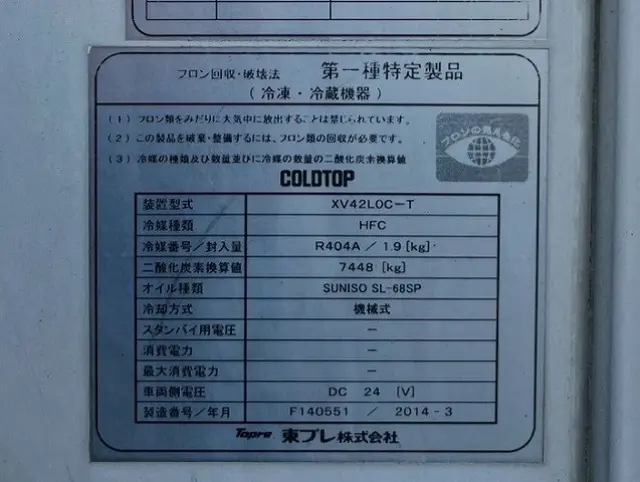 フロン回収・破壊法 第一種特定製品
(冷凍・冷蔵機器)
(1) フロン類をみだりに大気中に放出することは禁じられています。
(2) この製品を破棄・整備するには、フロン類の回収が必要です。
(3) 冷媒の種類及び数量並びに冷媒の数量の二酸化炭素換算値
フロンの見える化
COLDTOP
装置型式 XV42LOC-T
冷媒種類 HFC
冷媒番号/封入量 R404A / 1.9 [kg]
二酸化炭素換算値 7448 [kg]
オイル種類 SUNISO SL-68SP
冷却方式 機械式
スタンバイ用電圧 -
消費電力 -
最大消費電力 -
車両側電圧 DC 24 [V]
製造番号/年月 F140551 / 2014-3
Topre 東プレ株式会社